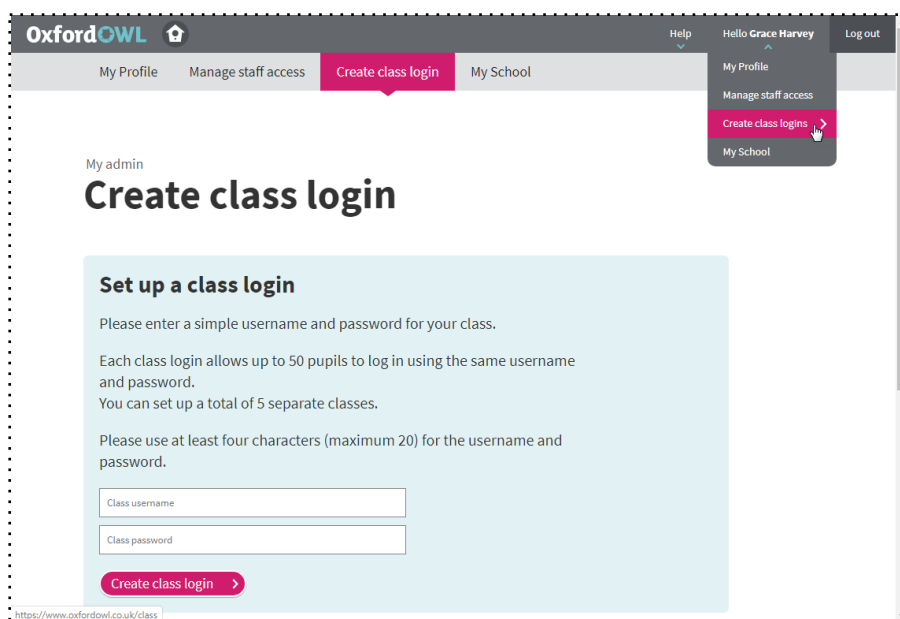 OxfordOWL Help Hello Grace Harvey Log out
My Profile Manage staff access Create class login My School
My Profile
Manage staff access
Create class logins
My School
My admin
Create class login
Set up a class login
Please enter a simple username and password for your class.
Each class login allows up to 50 pupils to log in using the same username
and password.
You can set up a total of 5 separate classes.
Please use at least four characters (maximum 20) for the username and
password.
Class username
Class password
Create class login
https://www.oxfordowl.co.uk/class